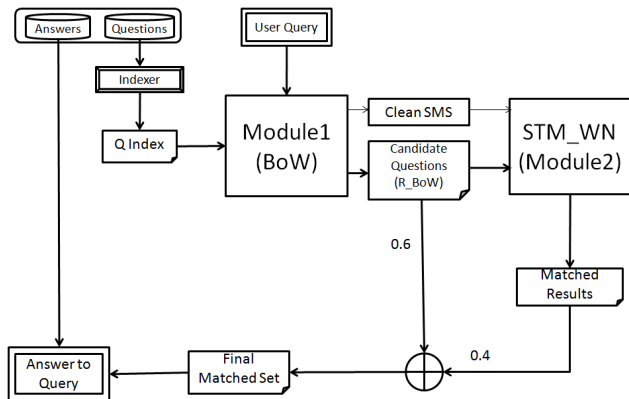 Answers
Questions
User Query
Indexer
Clean SMS
Q Index
Module1
(BoW)
Candidate
Questions
(R_BoW)
STM_WN
(Module2)
0.6
Matched
Results
0.4
Answer to
Query
Final
Matched Set